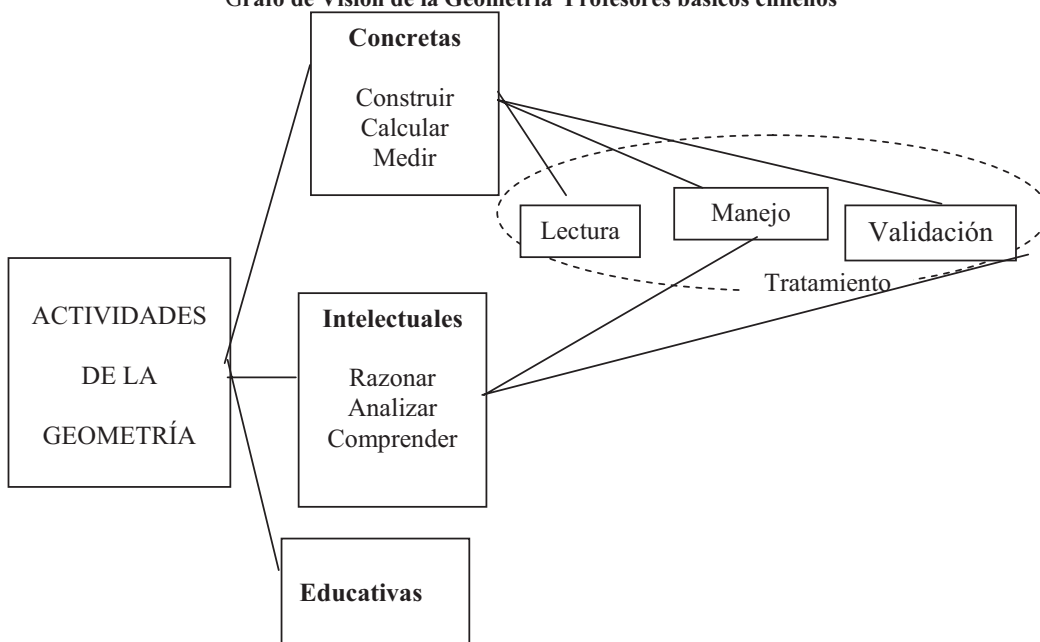 Grafo de Visión de la Geometría Profesores básicos chilenos
Concretas
Construir
Calcular
Medir
Lectura
Manejo
Validación
Tratamiento
ACTIVIDADES
DE LA
GEOMETRÍA
Intelectuales
Razonar
Analizar
Comprender
Educativas